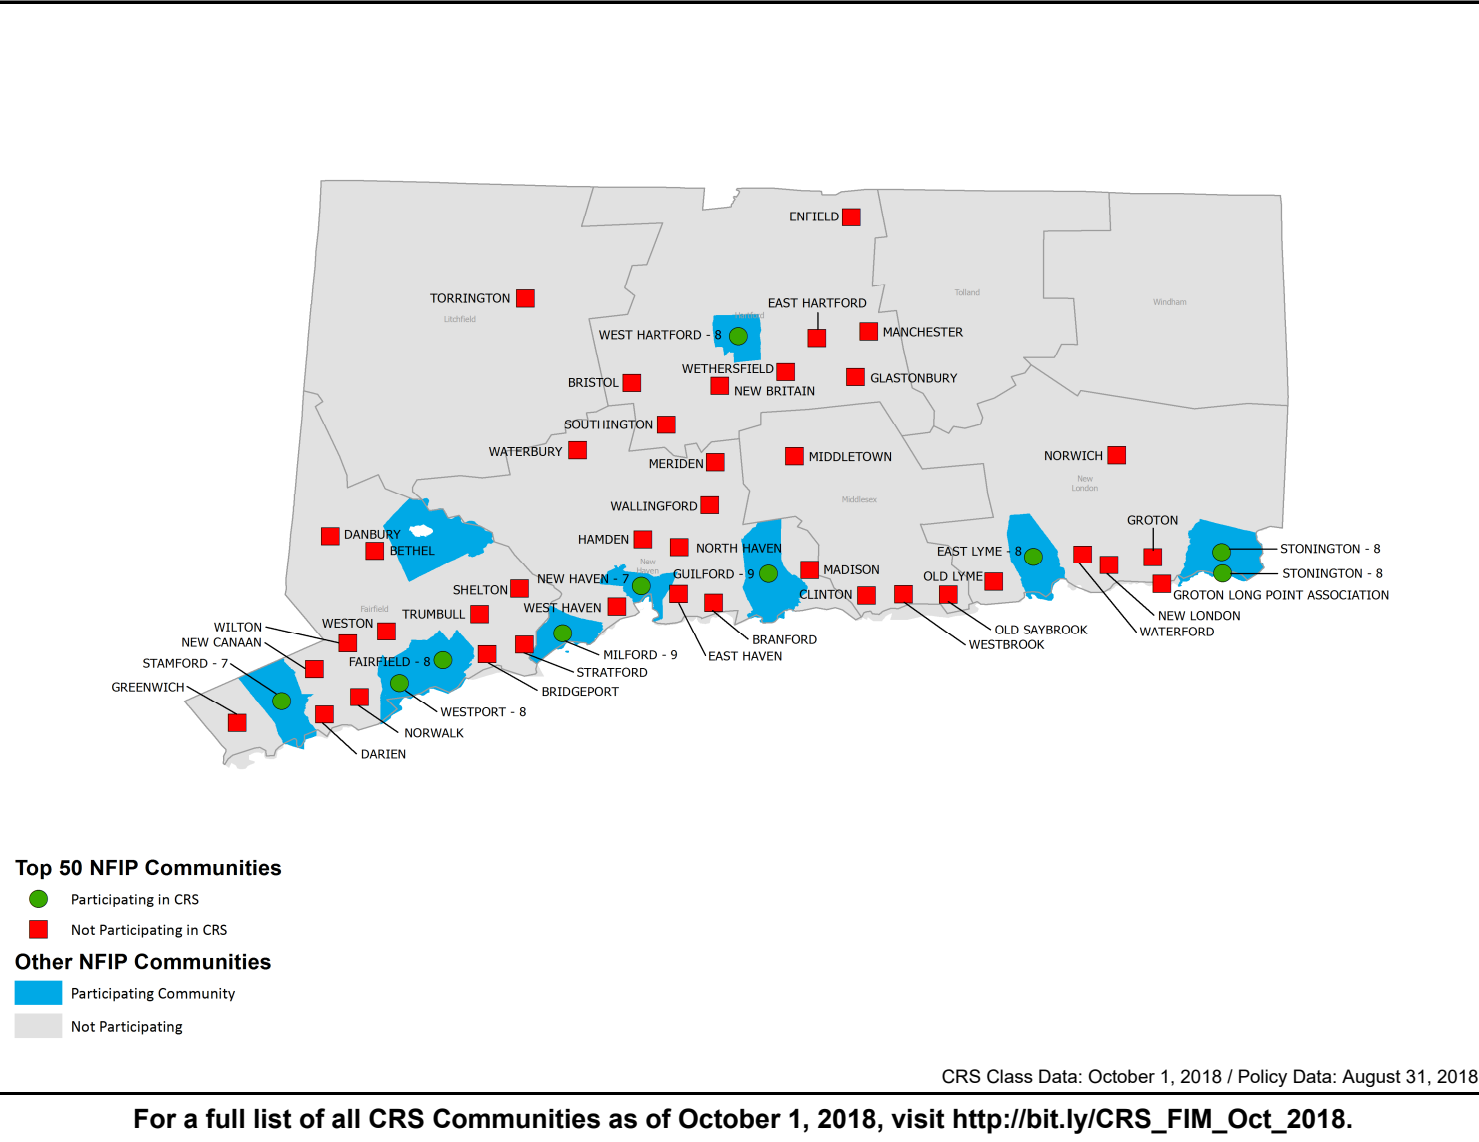 ENFIELD
TORRINGTON
Litchfield
EAST HARTFORD
Tolland
Windham
Hartford
WEST HARTFORD - 8
MANCHESTER
WETHERSFIELD
GLASTONBURY
BRISTOL
NEW BRITAIN
SOUTHINGTON
WATERBURY
MERIDEN
MIDDLETOWN
NORWICH
New
London
Middlesex
WALLINGFORD
GROTON
DANBURY
BETHEL
HAMDEN
NORTH HAVEN
EAST LYME - 8
STONINGTON - 8
New
Haven
NEW HAVEN - 7
GUILFORD - 9
MADISON
OLD LYME
STONINGTON - 8
SHELTON
CLINTON
GROTON LONG POINT ASSOCIATION
Fairfield
TRUMBULL
WEST HAVEN
NEW LONDON
WILTON
WESTON
OLD SAYBROOK
WATERFORD
NEW CANAAN
BRANFORD
WESTBROOK
STAMFORD - 7
FAIRFIELD - 8
MILFORD - 9
EAST HAVEN
STRATFORD
GREENWICH
BRIDGEPORT
WESTPORT - 8
NORWALK
DARIEN
Top 50 NFIP Communities
Participating in CRS
Not Participating in CRS
Other NFIP Communities
Participating Community
Not Participating
CRS Class Data: October 1, 2018 / Policy Data: August 31, 2018
For a full list of all CRS Communities as of October 1, 2018, visit http://bit.ly/CRS_FIM_Oct_2018.